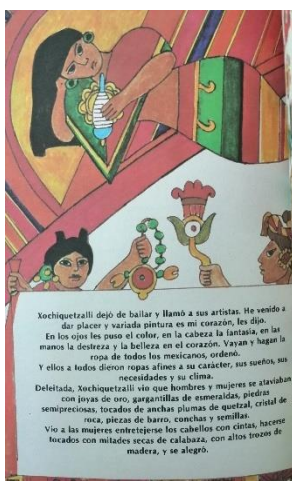 Xochiquetzalli dejó de bailar y llamó a sus artistas. He venido a
dar placer y variada pintura es mi corazón, les dijo.
En los ojos les puso el color, en la cabeza la fantasía, en las
manos la destreza y la belleza en el corazón. Vayan y hagan la
ropa de todos los mexicanos, ordenó.
Y ellos a todos dieron ropas afines a su carácter, sus sueños, sus
necesidades y su clima.
Deleitada, Xochiquetzalli vio que hombres y mujeres se ataviaban
con joyas de oro, gargantillas de esmeraldas, piedras
semipreciosas, tocados de anchas plumas de quetzal, cristal de
roca, piezas de barro, conchas y semillas.
Vio a las mujeres entretejerse los cabellos con cintas, hacerse
tocados con mitades secas de calabaza, con altos trozos de
madera, y se alegró.